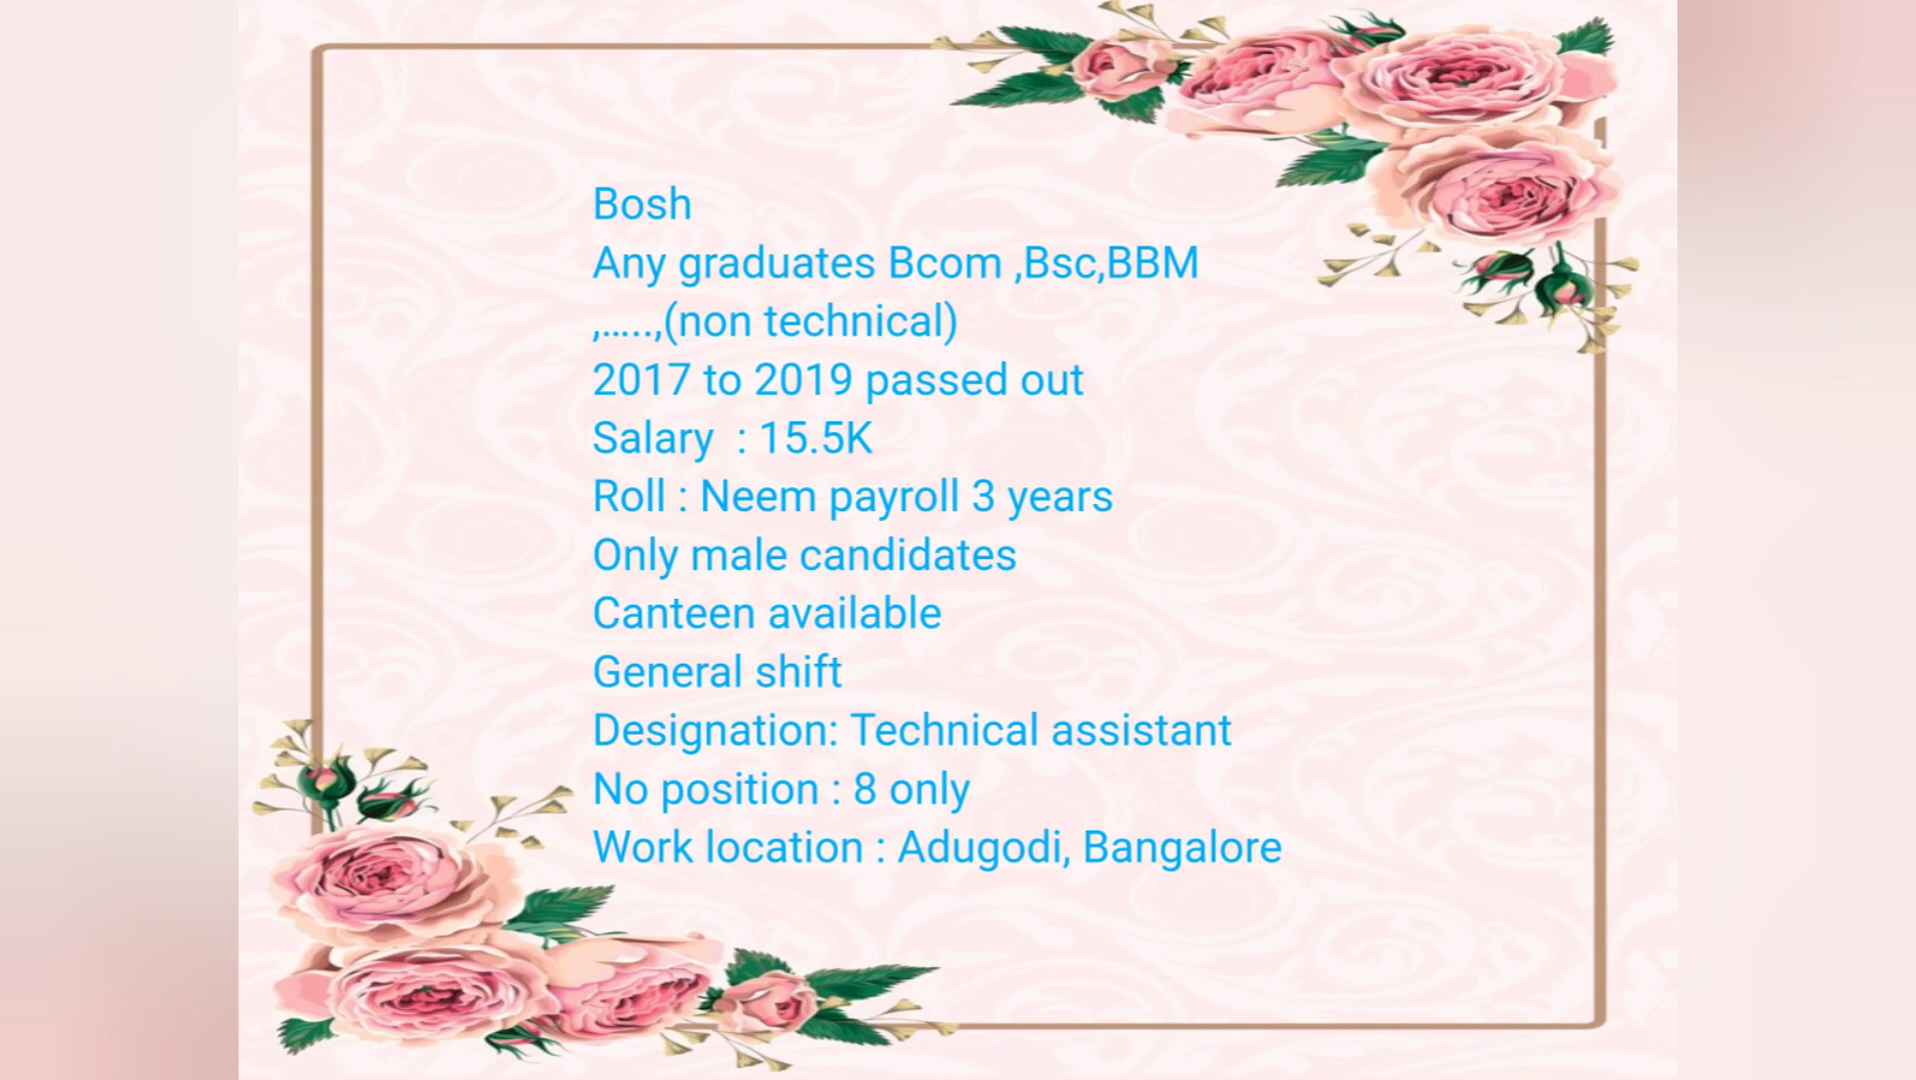 Bosh
Any graduates Bcom ,Bsc,BBM
,.....,(non technical)
2017 to 2019 passed out
Salary  : 15.5K
Roll : Neem payroll 3 years
Only male candidates
Canteen available
General shift
Designation: Technical assistant
No position : 8 only
Work location : Adugodi, Bangalore